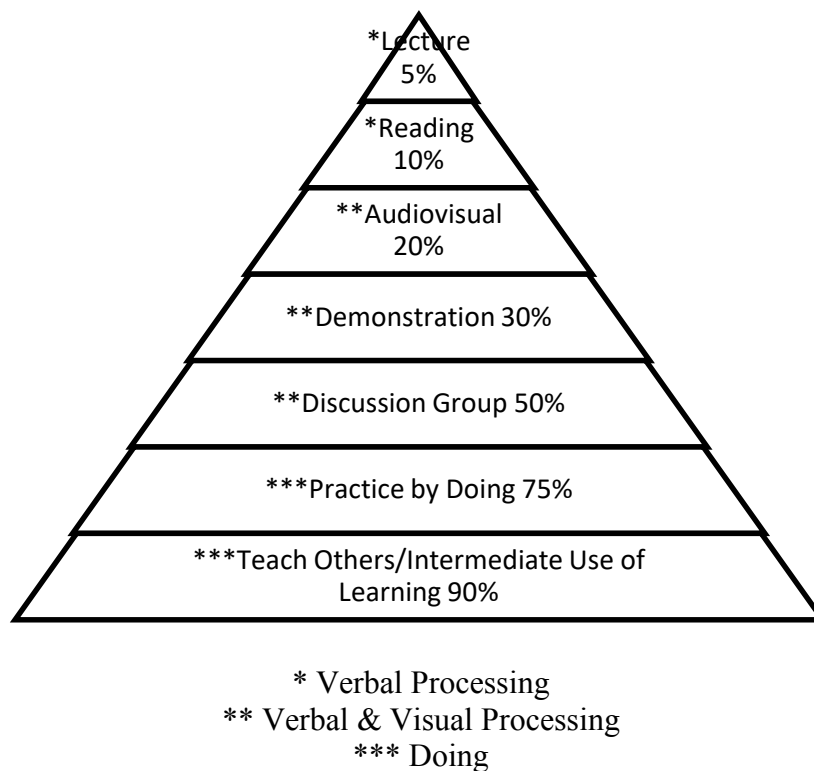 *Lecture
5%
*Reading
10%
**Audiovisual
20%
**Demonstration 30%
**Discussion Group 50%
***Practice by Doing 75%
***Teach Others/Intermediate Use of
Learning 90%
* Verbal Processing
** Verbal & Visual Processing
*** Doing